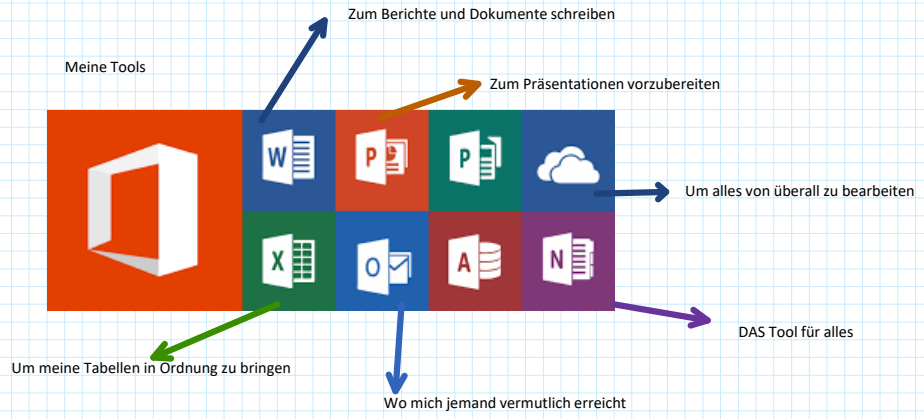 Zum Berichte und Dokumente schreiben
Meine Tools
Zum Präsentationen vorzubereiten
W
P
P
Um alles von überall zu bearbeiten
X
O
A
N
DAS Tool für alles
Um meine Tabellen in Ordnung zu bringen
Wo mich jemand vermutlich erreicht